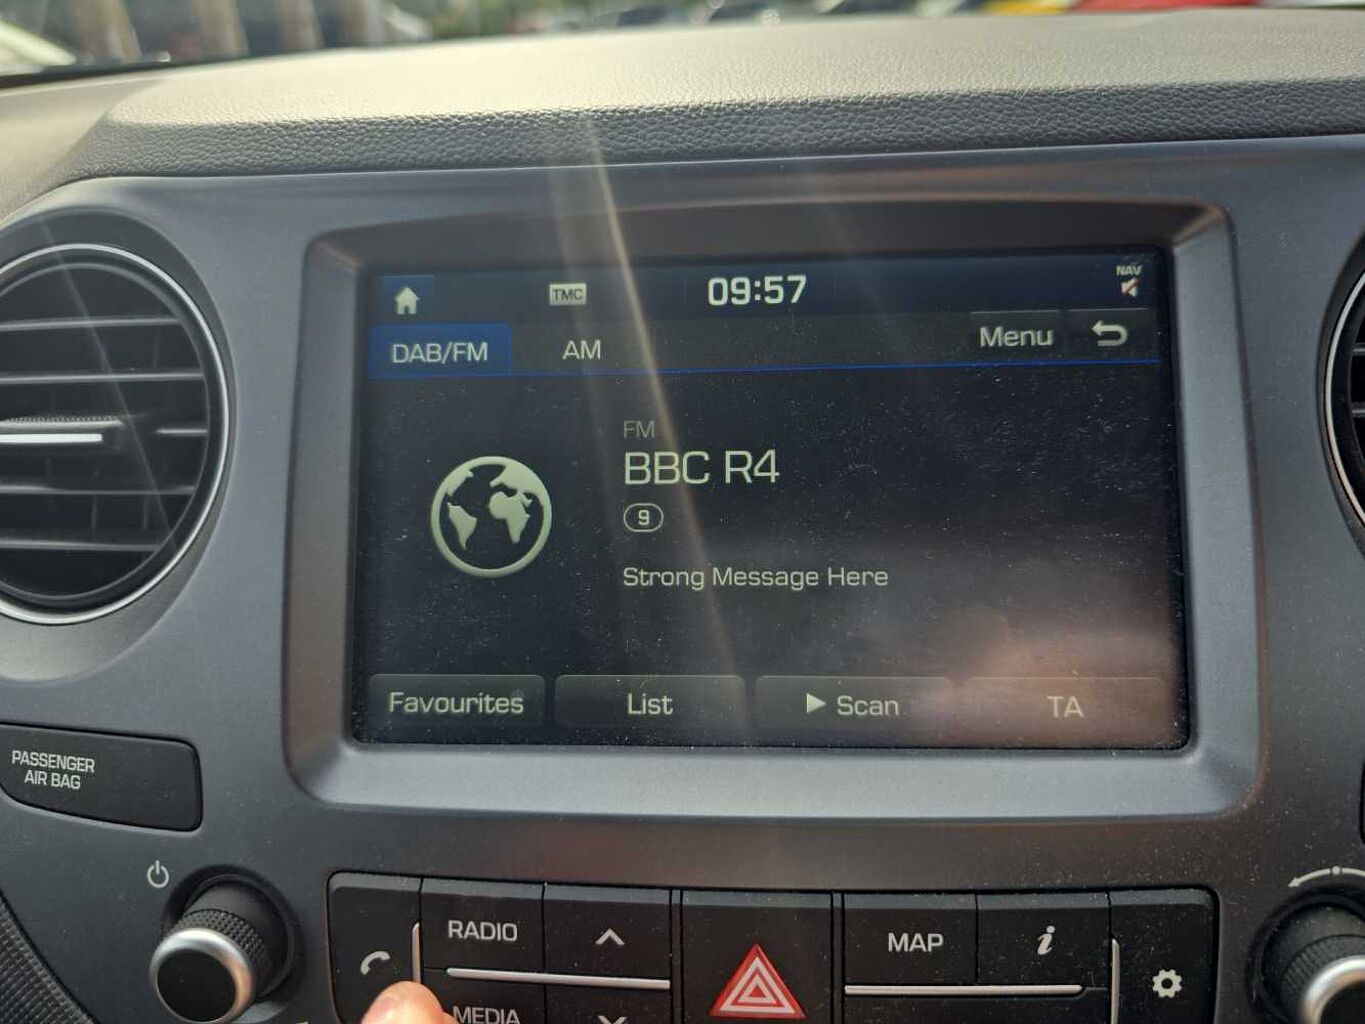 TMC
09:57
NAV
DAB/FM
AM
Menu
FM
BBC R4
9
Strong Message Here
Favourites
List
Scan
TA
PASSENGER
AIR BAG
RADIO
MAP
i
MEDIA